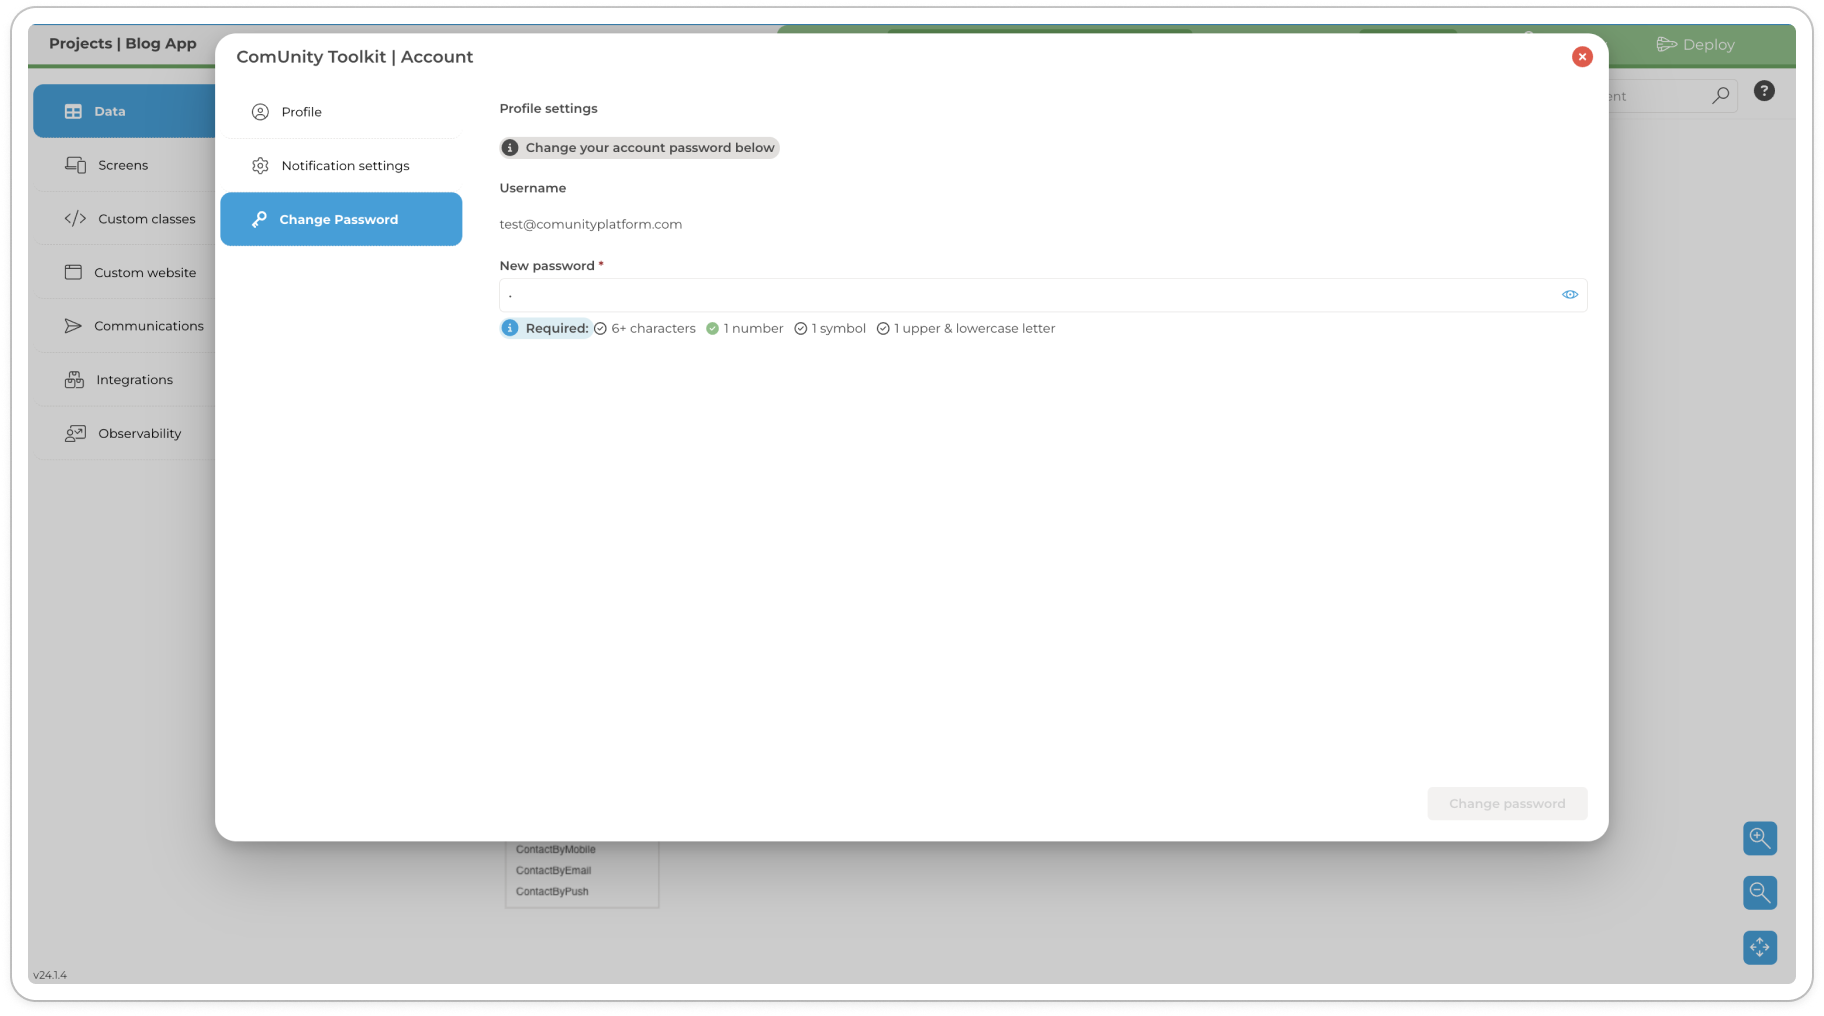 Projects | Blog App
Deploy
ComUnity Toolkit | Account
ent
?
Data
Screens
Custom classes
Custom website
Communications
Integrations
Observability
Profile
Notification settings
Change Password
Profile settings
Change your account password below
Username
test@comunityplatform.com
New password *
Required: 6+ characters 1 number 1 symbol 1 upper & lowercase letter
Change password
ContactByMobile
ContactByEmail
ContactByPush
v24.1.4